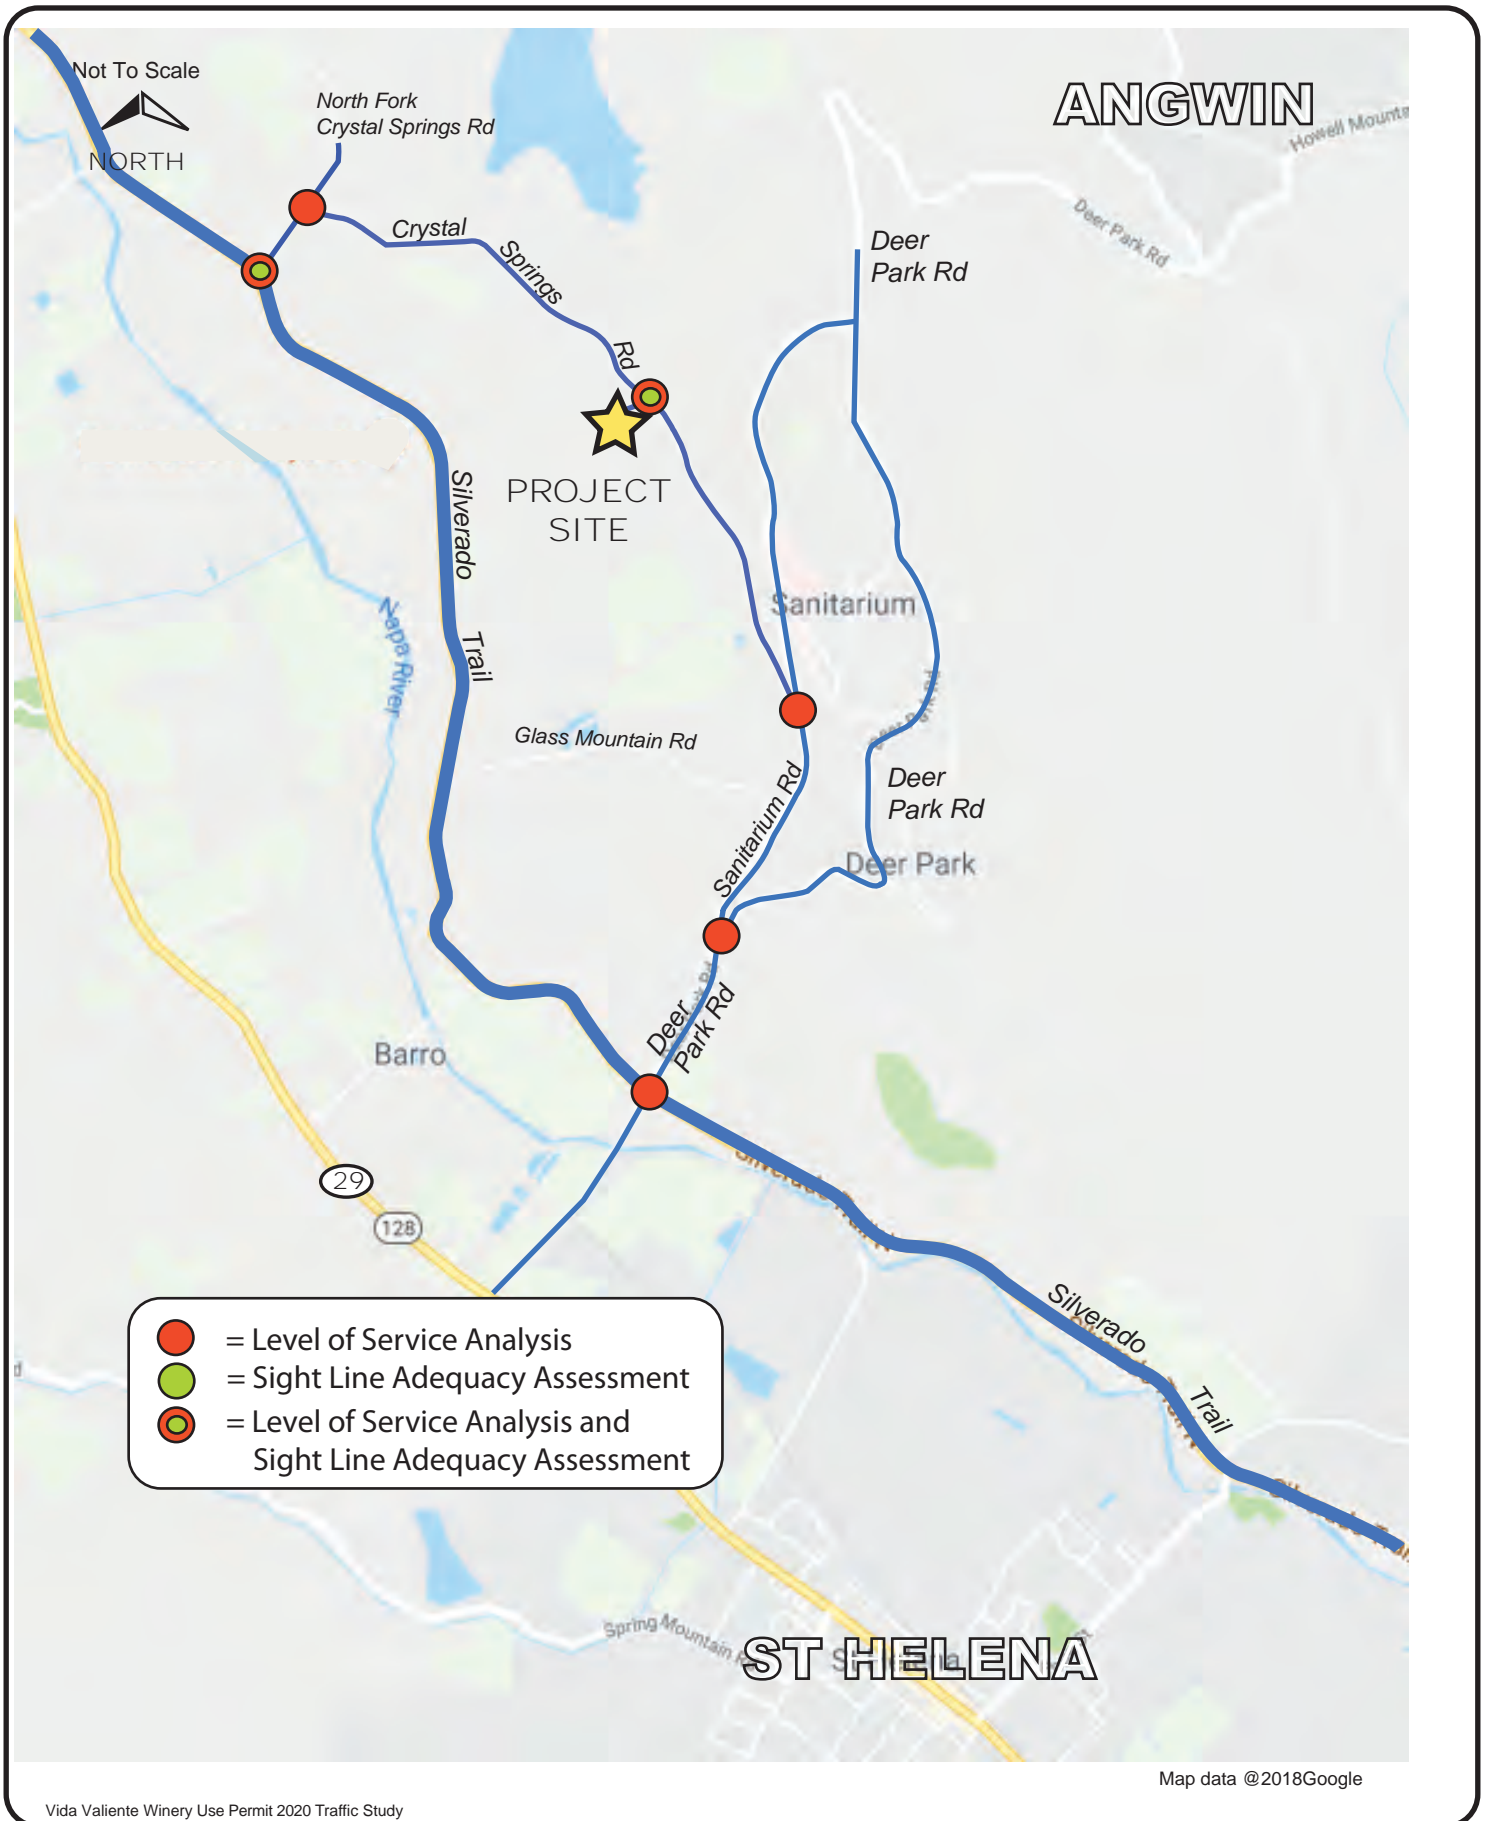 Not To Scale
NORTH
North Fork
Crystal Springs Rd
ANGWIN
Howell Mounta
Deer Park Rd
Crystal
Springs
Rd
Deer
Park Rd
PROJECT
SITE
Silverado
Trail
Napa River
Sanitarium
Glass Mountain Rd
Sanitarium Rd
Deer
Park Rd
Deer Park
Deer
Park Rd
Barro
29
128
Silverado Trail N
Silverado
Trail
= Level of Service Analysis
= Sight Line Adequacy Assessment
= Level of Service Analysis and
Sight Line Adequacy Assessment
Spring Mountain Rd
ST HELENA
Map data @2018Google
Vida Valiente Winery Use Permit 2020 Traffic Study